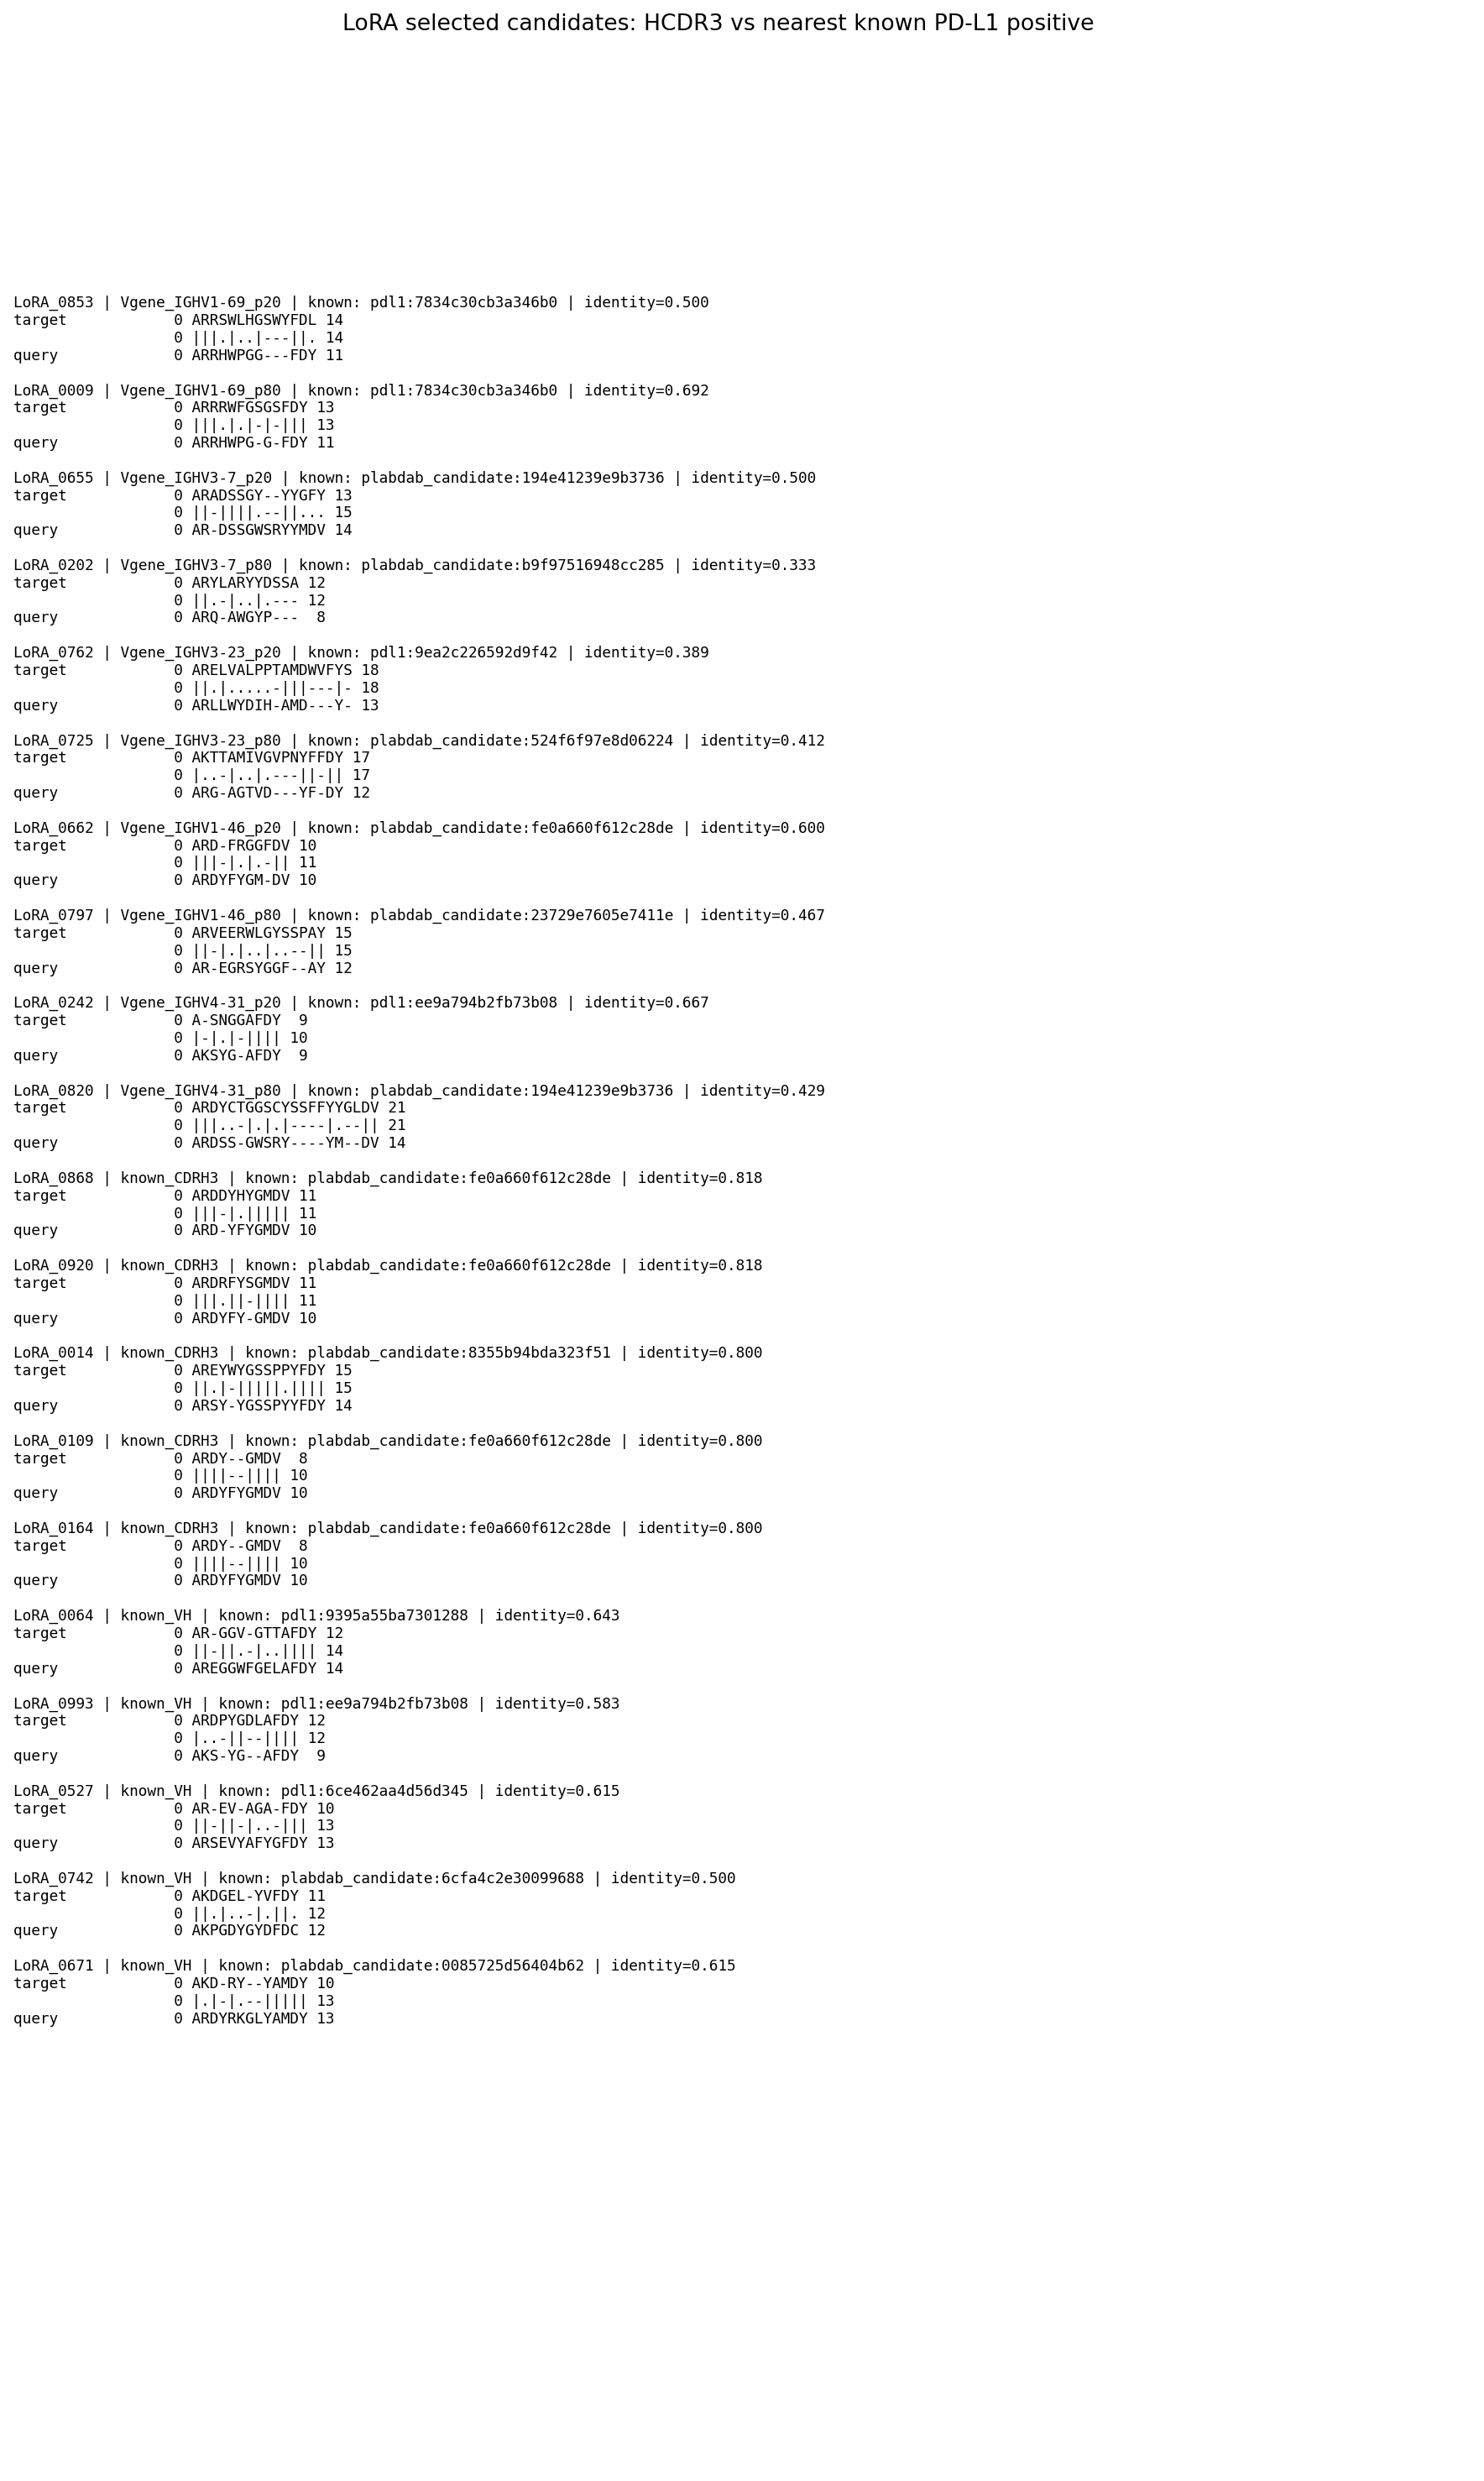 LoRA selected candidates: HCDR3 vs nearest known PD-L1 positive
LoRA_0853 | Vgene_IGHV1-69_p20 | known: pdl1:7834c30cb3a346b0 | identity=0.500
target             0 ARRSWLHGSWYFDL 14
                   0 |||.|..|---||. 14
query              0 ARRHWPGG---FDY 11

LoRA_0009 | Vgene_IGHV1-69_p80 | known: pdl1:7834c30cb3a346b0 | identity=0.692
target             0 ARRRWFGSGSFDY 13
                   0 |||.|.|-|-||| 13
query              0 ARRHWPG-G-FDY 11

LoRA_0655 | Vgene_IGHV3-7_p20 | known: plabdab_candidate:194e41239e9b3736 | identity=0.500
target             0 ARADSSGY--YYGFY 13
                   0 ||-||||.--||... 15
query              0 AR-DSSGWSRYYMDV 14

LoRA_0202 | Vgene_IGHV3-7_p80 | known: plabdab_candidate:b9f97516948cc285 | identity=0.333
target             0 ARYLARYYDSSA 12
                   0 ||.-|..|.--- 12
query              0 ARQ-AWGYP---  8

LoRA_0762 | Vgene_IGHV3-23_p20 | known: pdl1:9ea2c226592d9f42 | identity=0.389
target             0 ARELVALPPTAMDWVFYS 18
                   0 ||.|.....-|||---|- 18
query              0 ARLLWYDIH-AMD---Y- 13

LoRA_0725 | Vgene_IGHV3-23_p80 | known: plabdab_candidate:524f6f97e8d06224 | identity=0.412
target             0 AKTTAMIVGVPNYFFDY 17
                   0 |..-|..|.---||-|| 17
query              0 ARG-AGTVD---YF-DY 12

LoRA_0662 | Vgene_IGHV1-46_p20 | known: plabdab_candidate:fe0a660f612c28de | identity=0.600
target             0 ARD-FRGGFDV 10
                   0 |||-|.|.-|| 11
query              0 ARDYFYGM-DV 10

LoRA_0797 | Vgene_IGHV1-46_p80 | known: plabdab_candidate:23729e7605e7411e | identity=0.467
target             0 ARVEERWLGYSSPAY 15
                   0 ||-|.|..|..--|| 15
query              0 AR-EGRSYGGF--AY 12

LoRA_0242 | Vgene_IGHV4-31_p20 | known: pdl1:ee9a794b2fb73b08 | identity=0.667
target             0 A-SNGGAFDY  9
                   0 |-|.|-|||| 10
query              0 AKSYG-AFDY  9

LoRA_0820 | Vgene_IGHV4-31_p80 | known: plabdab_candidate:194e41239e9b3736 | identity=0.429
target             0 ARDYCTGGSCYSSFFYYGLDV 21
                   0 |||..-|.|.|----|.--|| 21
query              0 ARDSS-GWSRY----YM--DV 14

LoRA_0868 | known_CDRH3 | known: plabdab_candidate:fe0a660f612c28de | identity=0.818
target             0 ARDDYHYGMDV 11
                   0 |||-|.||||| 11
query              0 ARD-YFYGMDV 10

LoRA_0920 | known_CDRH3 | known: plabdab_candidate:fe0a660f612c28de | identity=0.818
target             0 ARDRFYSGMDV 11
                   0 |||.||-|||| 11
query              0 ARDYFY-GMDV 10

LoRA_0014 | known_CDRH3 | known: plabdab_candidate:8355b94bda323f51 | identity=0.800
target             0 AREYWYGSSPPYFDY 15
                   0 ||.|-|||||.|||| 15
query              0 ARSY-YGSSPYYFDY 14

LoRA_0109 | known_CDRH3 | known: plabdab_candidate:fe0a660f612c28de | identity=0.800
target             0 ARDY--GMDV  8
                   0 ||||--|||| 10
query              0 ARDYFYGMDV 10

LoRA_0164 | known_CDRH3 | known: plabdab_candidate:fe0a660f612c28de | identity=0.800
target             0 ARDY--GMDV  8
                   0 ||||--|||| 10
query              0 ARDYFYGMDV 10

LoRA_0064 | known_VH | known: pdl1:9395a55ba7301288 | identity=0.643
target             0 AR-GGV-GTTAFDY 12
                   0 ||-||.-|..|||| 14
query              0 AREGGWFGELAFDY 14

LoRA_0993 | known_VH | known: pdl1:ee9a794b2fb73b08 | identity=0.583
target             0 ARDPYGDLAFDY 12
                   0 |..-||--|||| 12
query              0 AKS-YG--AFDY  9

LoRA_0527 | known_VH | known: pdl1:6ce462aa4d56d345 | identity=0.615
target             0 AR-EV-AGA-FDY 10
                   0 ||-||-|..-||| 13
query              0 ARSEVYAFYGFDY 13

LoRA_0742 | known_VH | known: plabdab_candidate:6cfa4c2e30099688 | identity=0.500
target             0 AKDGEL-YVFDY 11
                   0 ||.|..-|.||. 12
query              0 AKPGDYGYDFDC 12

LoRA_0671 | known_VH | known: plabdab_candidate:0085725d56404b62 | identity=0.615
target             0 AKD-RY--YAMDY 10
                   0 |.|-|.--||||| 13
query              0 ARDYRKGLYAMDY 13